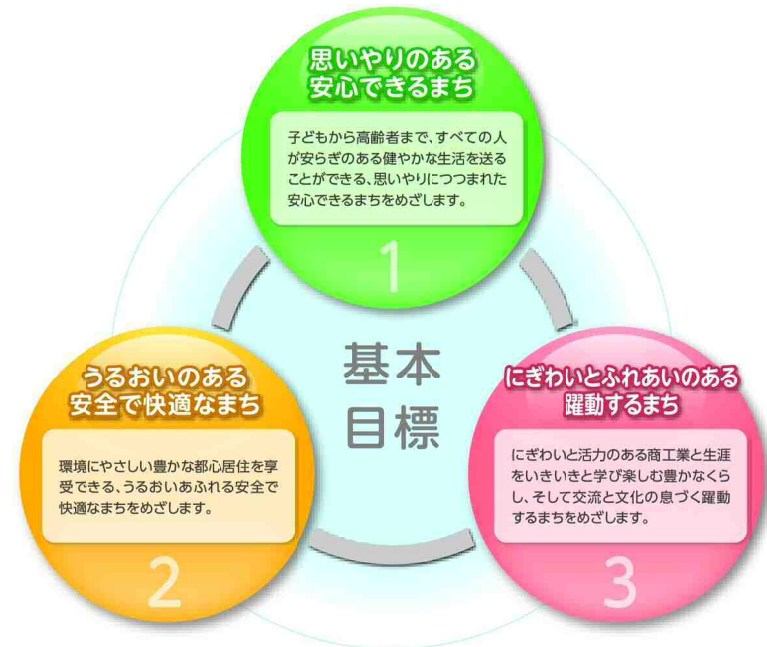 思いやりのある
安心できるまち
子どもから高齢者まで、すべての人
が安らぎのある健やかな生活を送る
ことができる、思いやりにつつまれた
安心できるまちをめざします。
1
基本
目標
うるおいのある
安全で快適なまち
環境にやさしい豊かな都心居住を享
受できる、うるおいあふれる安全で
快適なまちをめざします。
2
にぎわいとふれあいのある
躍動するまち
にぎわいと活力のある商工業と生涯
をいきいきと学び楽しむ豊かなくら
し、そして交流と文化の息づく躍動
するまちをめざします。
3